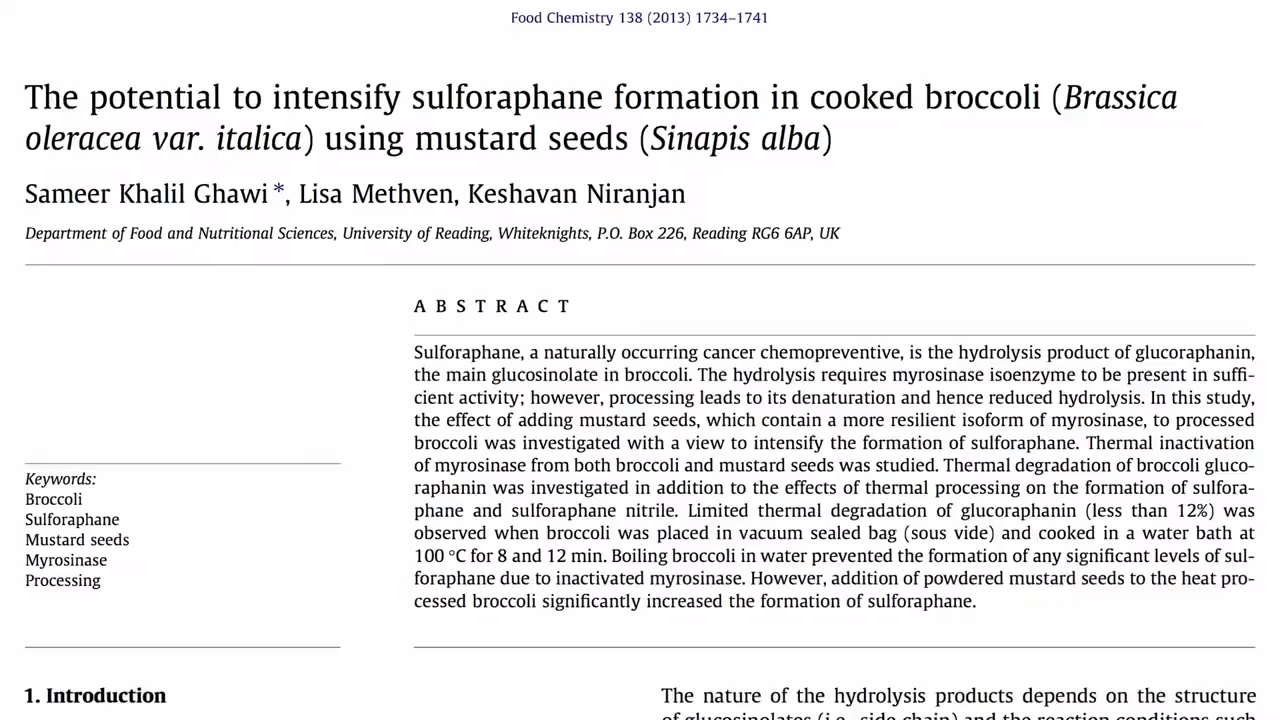 Food Chemistry 138 (2013) 1734–1741
The potential to intensify sulforaphane formation in cooked broccoli (Brassica
oleracea var. italica) using mustard seeds (Sinapis alba)
Sameer Khalil Ghawi *, Lisa Methven, Keshavan Niranjan
Department of Food and Nutritional Sciences, University of Reading, Whiteknights, P.O. Box 226, Reading RG6 6AP, UK
ABSTRACT
Sulforaphane, a naturally occurring cancer chemopreventive, is the hydrolysis product of glucoraphanin,
the main glucosinolate in broccoli. The hydrolysis requires myrosinase isoenzyme to be present in suffi-
cient activity; however, processing leads to its denaturation and hence reduced hydrolysis. In this study,
the effect of adding mustard seeds, which contain a more resilient isoform of myrosinase, to processed
broccoli was investigated with a view to intensify the formation of sulforaphane. Thermal inactivation
of myrosinase from both broccoli and mustard seeds was studied. Thermal degradation of broccoli gluco-
raphanin was investigated in addition to the effects of thermal processing on the formation of sulfora-
phane and sulforaphane nitrile. Limited thermal degradation of glucoraphanin (less than 12%) was
observed when broccoli was placed in vacuum sealed bag (sous vide) and cooked in a water bath at
100 °C for 8 and 12 min. Boiling broccoli in water prevented the formation of any significant levels of sul-
foraphane due to inactivated myrosinase. However, addition of powdered mustard seeds to the heat pro-
cessed broccoli significantly increased the formation of sulforaphane.
Keywords:
Broccoli
Sulforaphane
Mustard seeds
Myrosinase
Processing
1. Introduction
The nature of the hydrolysis products depends on the structure
of glucosinolates (i.e., side chain) and the reaction conditions such